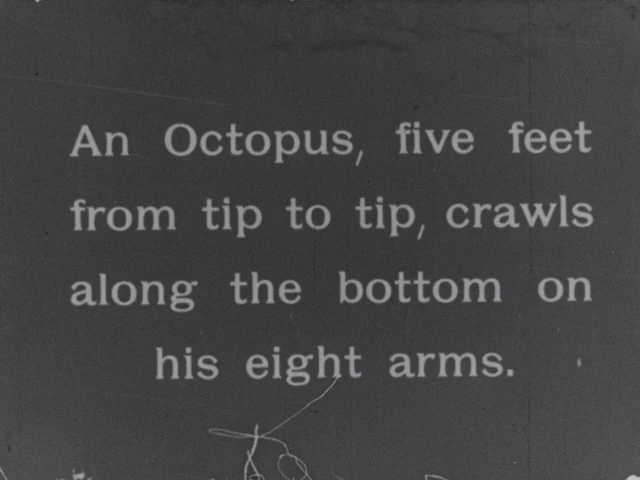 An Octopus, five feet
from tip to tip, crawls
along the bottom on
his eight arms.